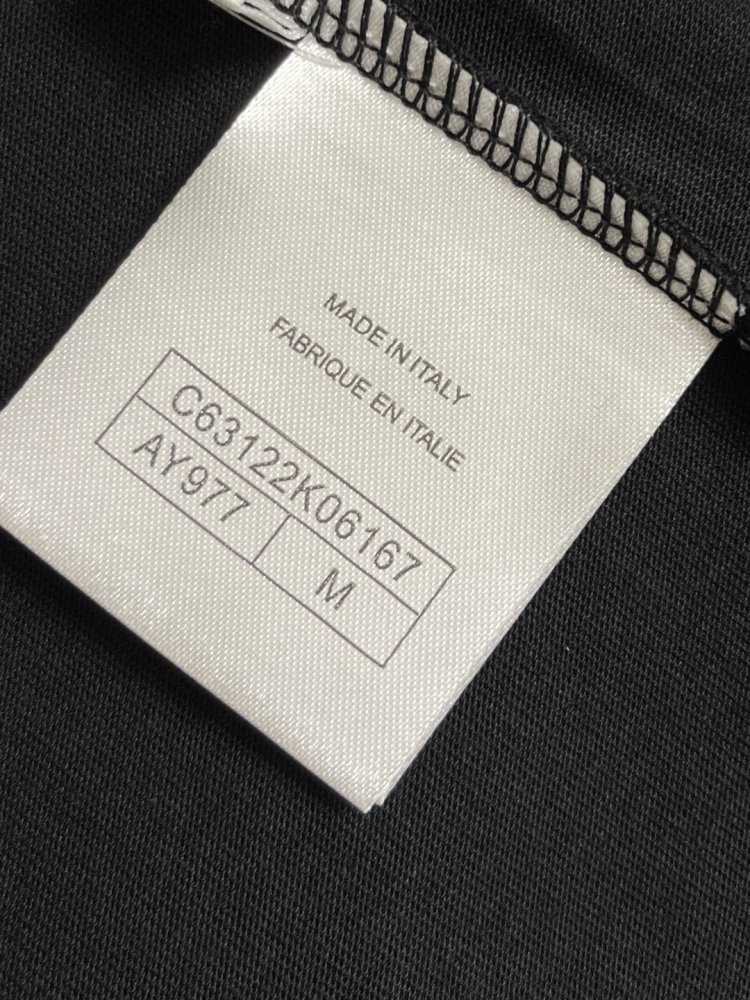 MADE IN ITALY
FABRIQUE EN ITALIE
C63122K06167
AY977
M